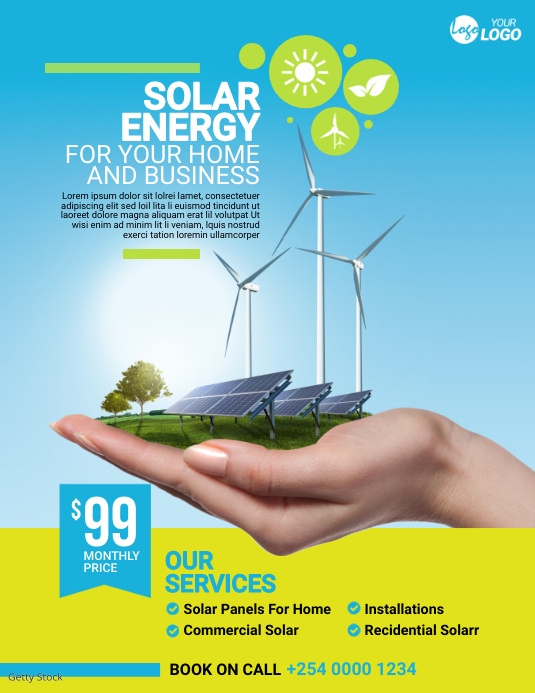 Logo
YOUR
LOGO
SOLAR
ENERGY
FOR YOUR HOME
AND BUSINESS
Lorem ipsum dolor sit lolrei lamet, consectetuer
adipiscing elit sed loil lita li euismod tincidunt ut
laoreet dolore magna aliquam erat lil volutpat Ut
wisi enim ad minim lit li veniam, lquis nostrud
exerci tation loremin ullamcorper
$99
MONTHLY
PRICE
OUR
SERVICES
Solar Panels For Home
Installations
Commercial Solar
Recidential Solarr
BOOK ON CALL +254 0000 1234
Getty Stock